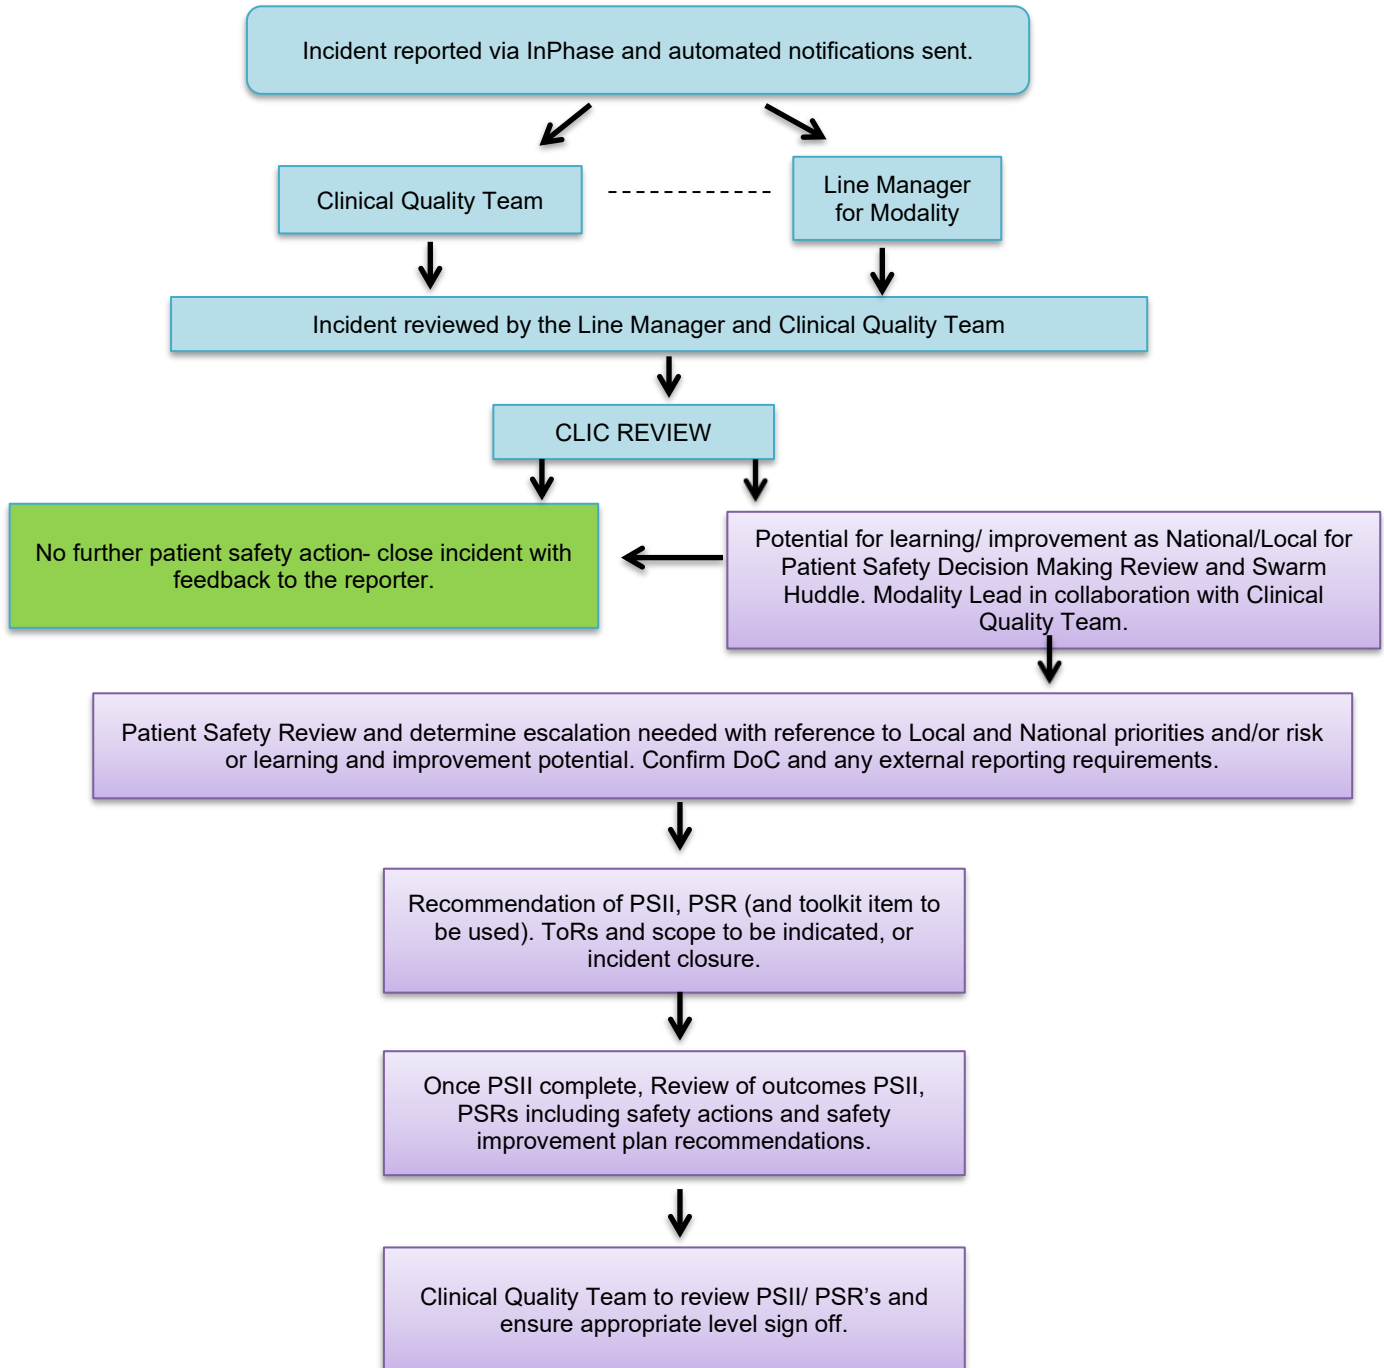 Incident reported via InPhase and automated notifications sent.
Clinical Quality Team
Line Manager
for Modality
Incident reviewed by the Line Manager and Clinical Quality Team
CLIC REVIEW
No further patient safety action- close incident with
feedback to the reporter.
Potential for learning/ improvement as National/Local for
Patient Safety Decision Making Review and Swarm
Huddle. Modality Lead in collaboration with Clinical
Quality Team.
Patient Safety Review and determine escalation needed with reference to Local and National priorities and/or risk
or learning and improvement potential. Confirm DoC and any external reporting requirements.
Recommendation of PSII, PSR (and toolkit item to
be used). ToRs and scope to be indicated, or
incident closure.
Once PSII complete, Review of outcomes PSII,
PSRs including safety actions and safety
improvement plan recommendations.
Clinical Quality Team to review PSII/ PSR’s and
ensure appropriate level sign off.